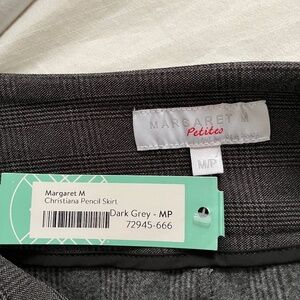 MARGARET M
Petites
M/P
Margaret M
Christiana Pencil Skirt
Dark Grey - MP
72945-666